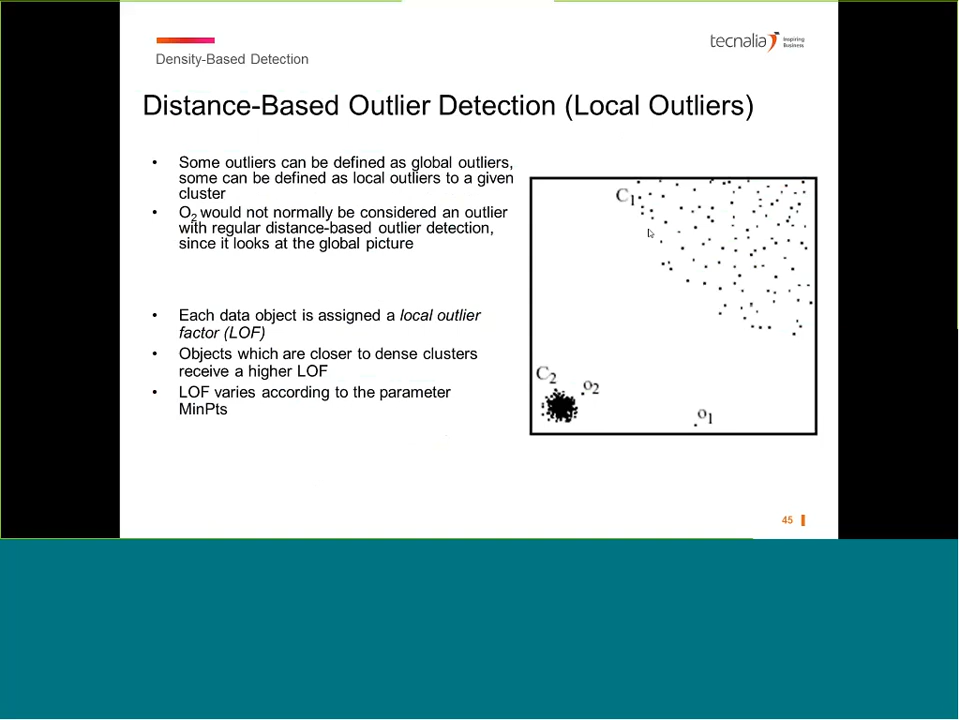 tecnalia Inspiring Business
Density-Based Detection
Distance-Based Outlier Detection (Local Outliers)
• Some outliers can be defined as global outliers,
some can be defined as local outliers to a given
cluster
• O2 would not normally be considered an outlier
with regular distance-based outlier detection,
since it looks at the global picture
• Each data object is assigned a local outlier
factor (LOF)
• Objects which are closer to dense clusters
receive a higher LOF
• LOF varies according to the parameter
MinPts
C1
C2
o2
o1
45